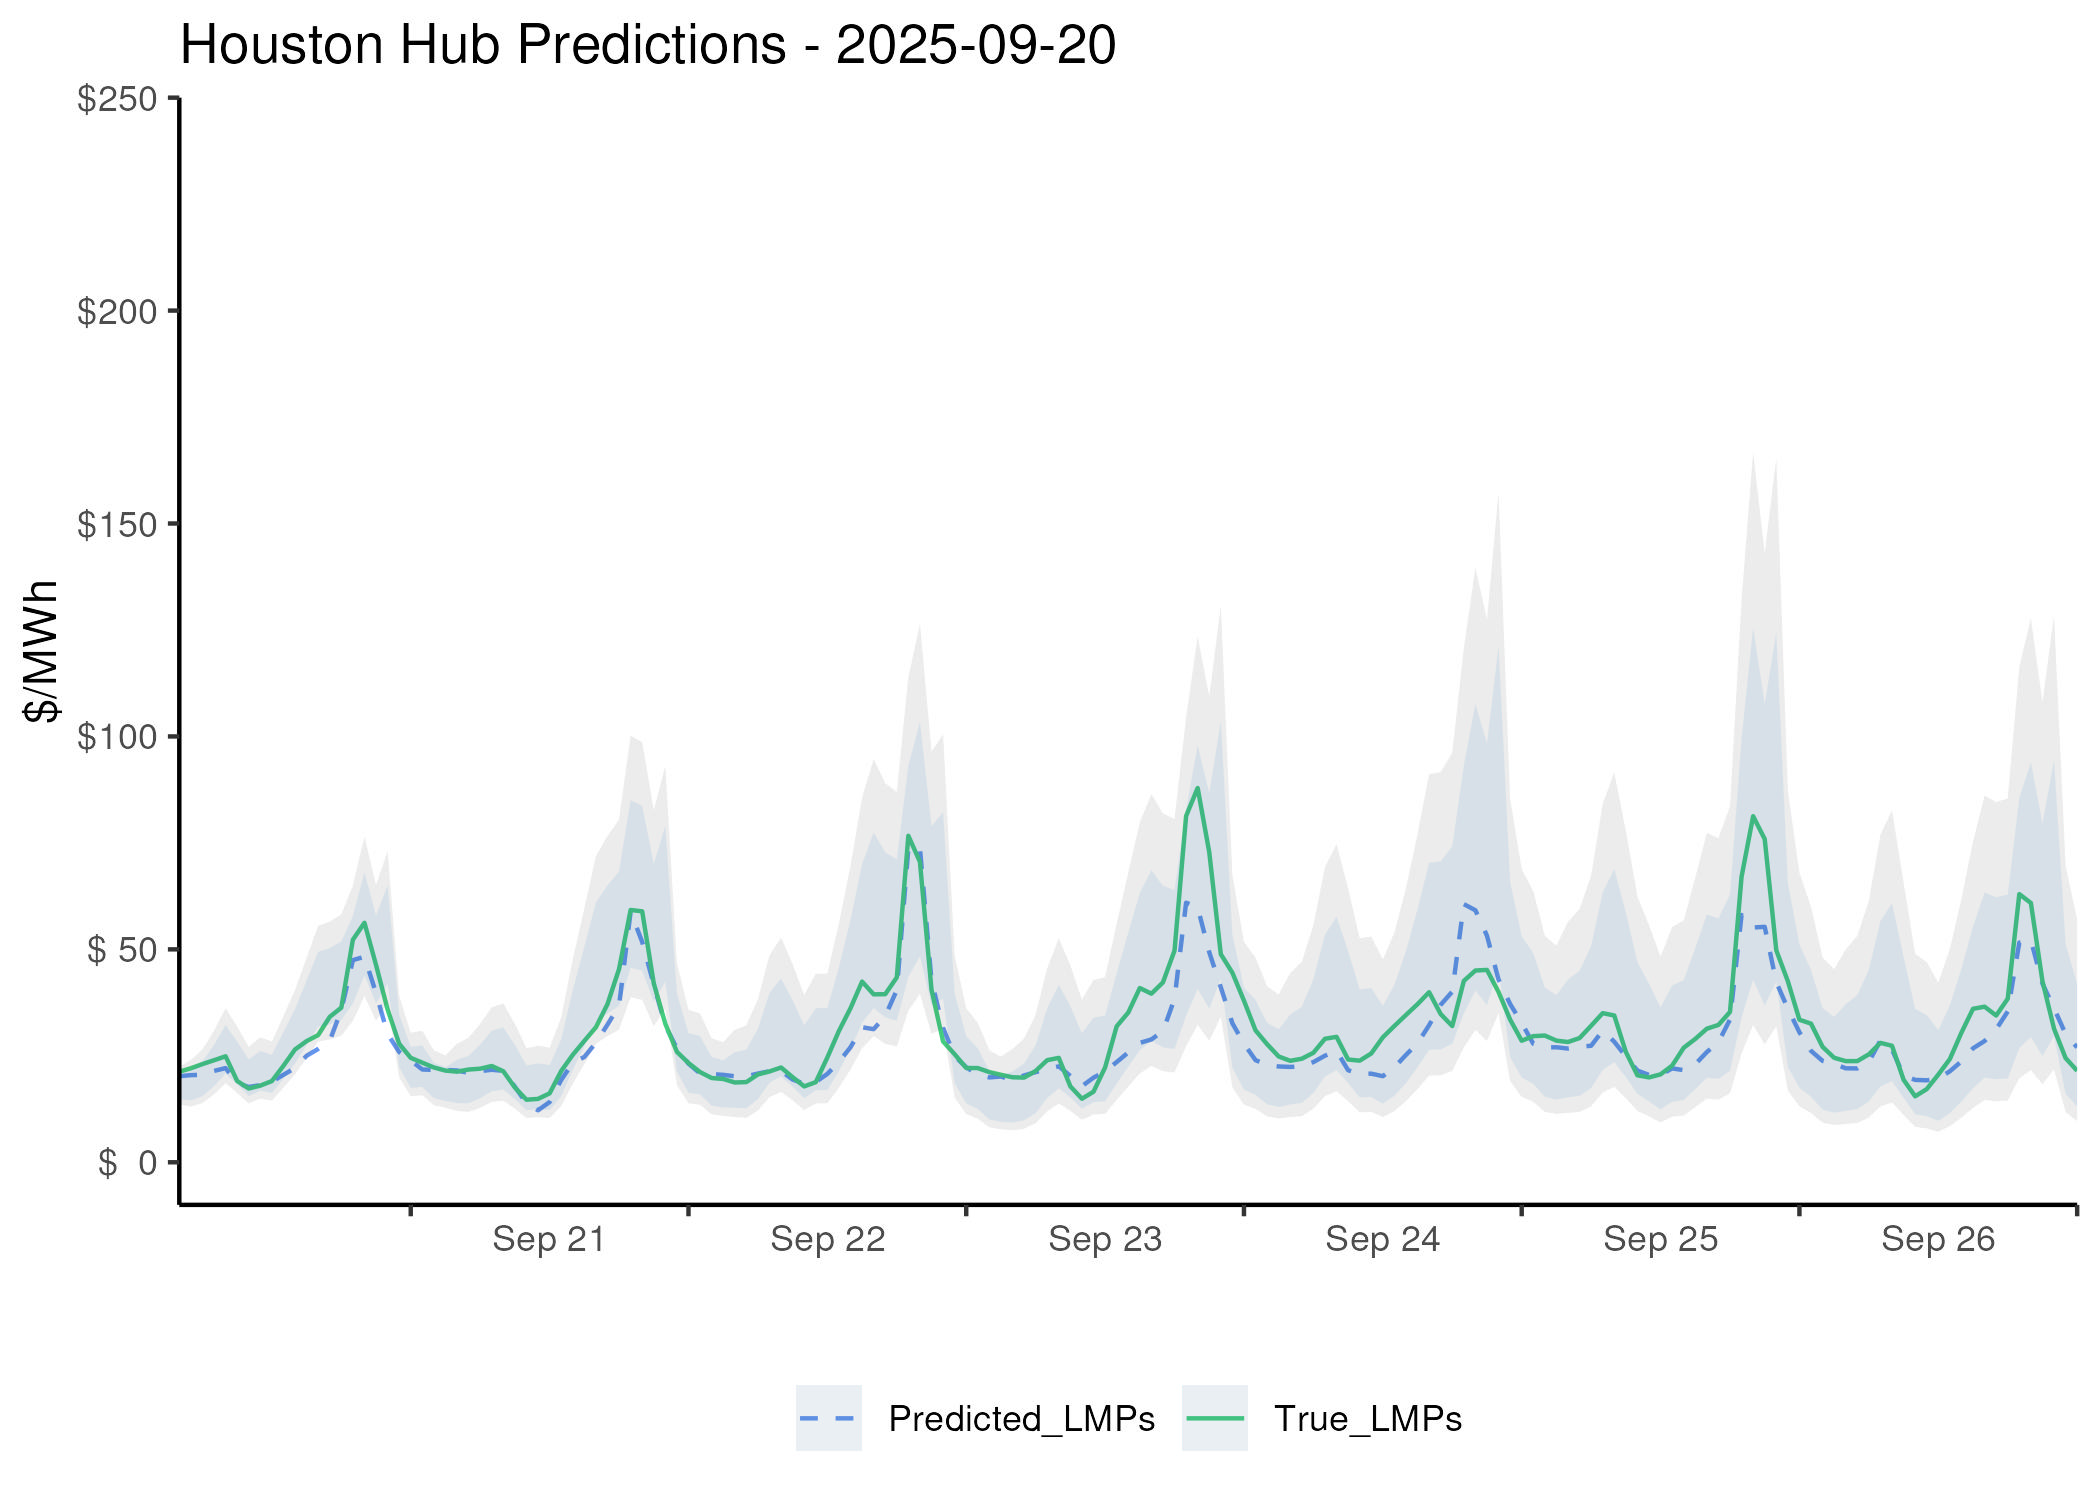 Houston Hub Predictions - 2025-09-20
$250
$200
$150
$100
$ 50
$ 0
$/MWh
Sep 21 Sep 22 Sep 23 Sep 24 Sep 25 Sep 26
Predicted_LMPs True_LMPs